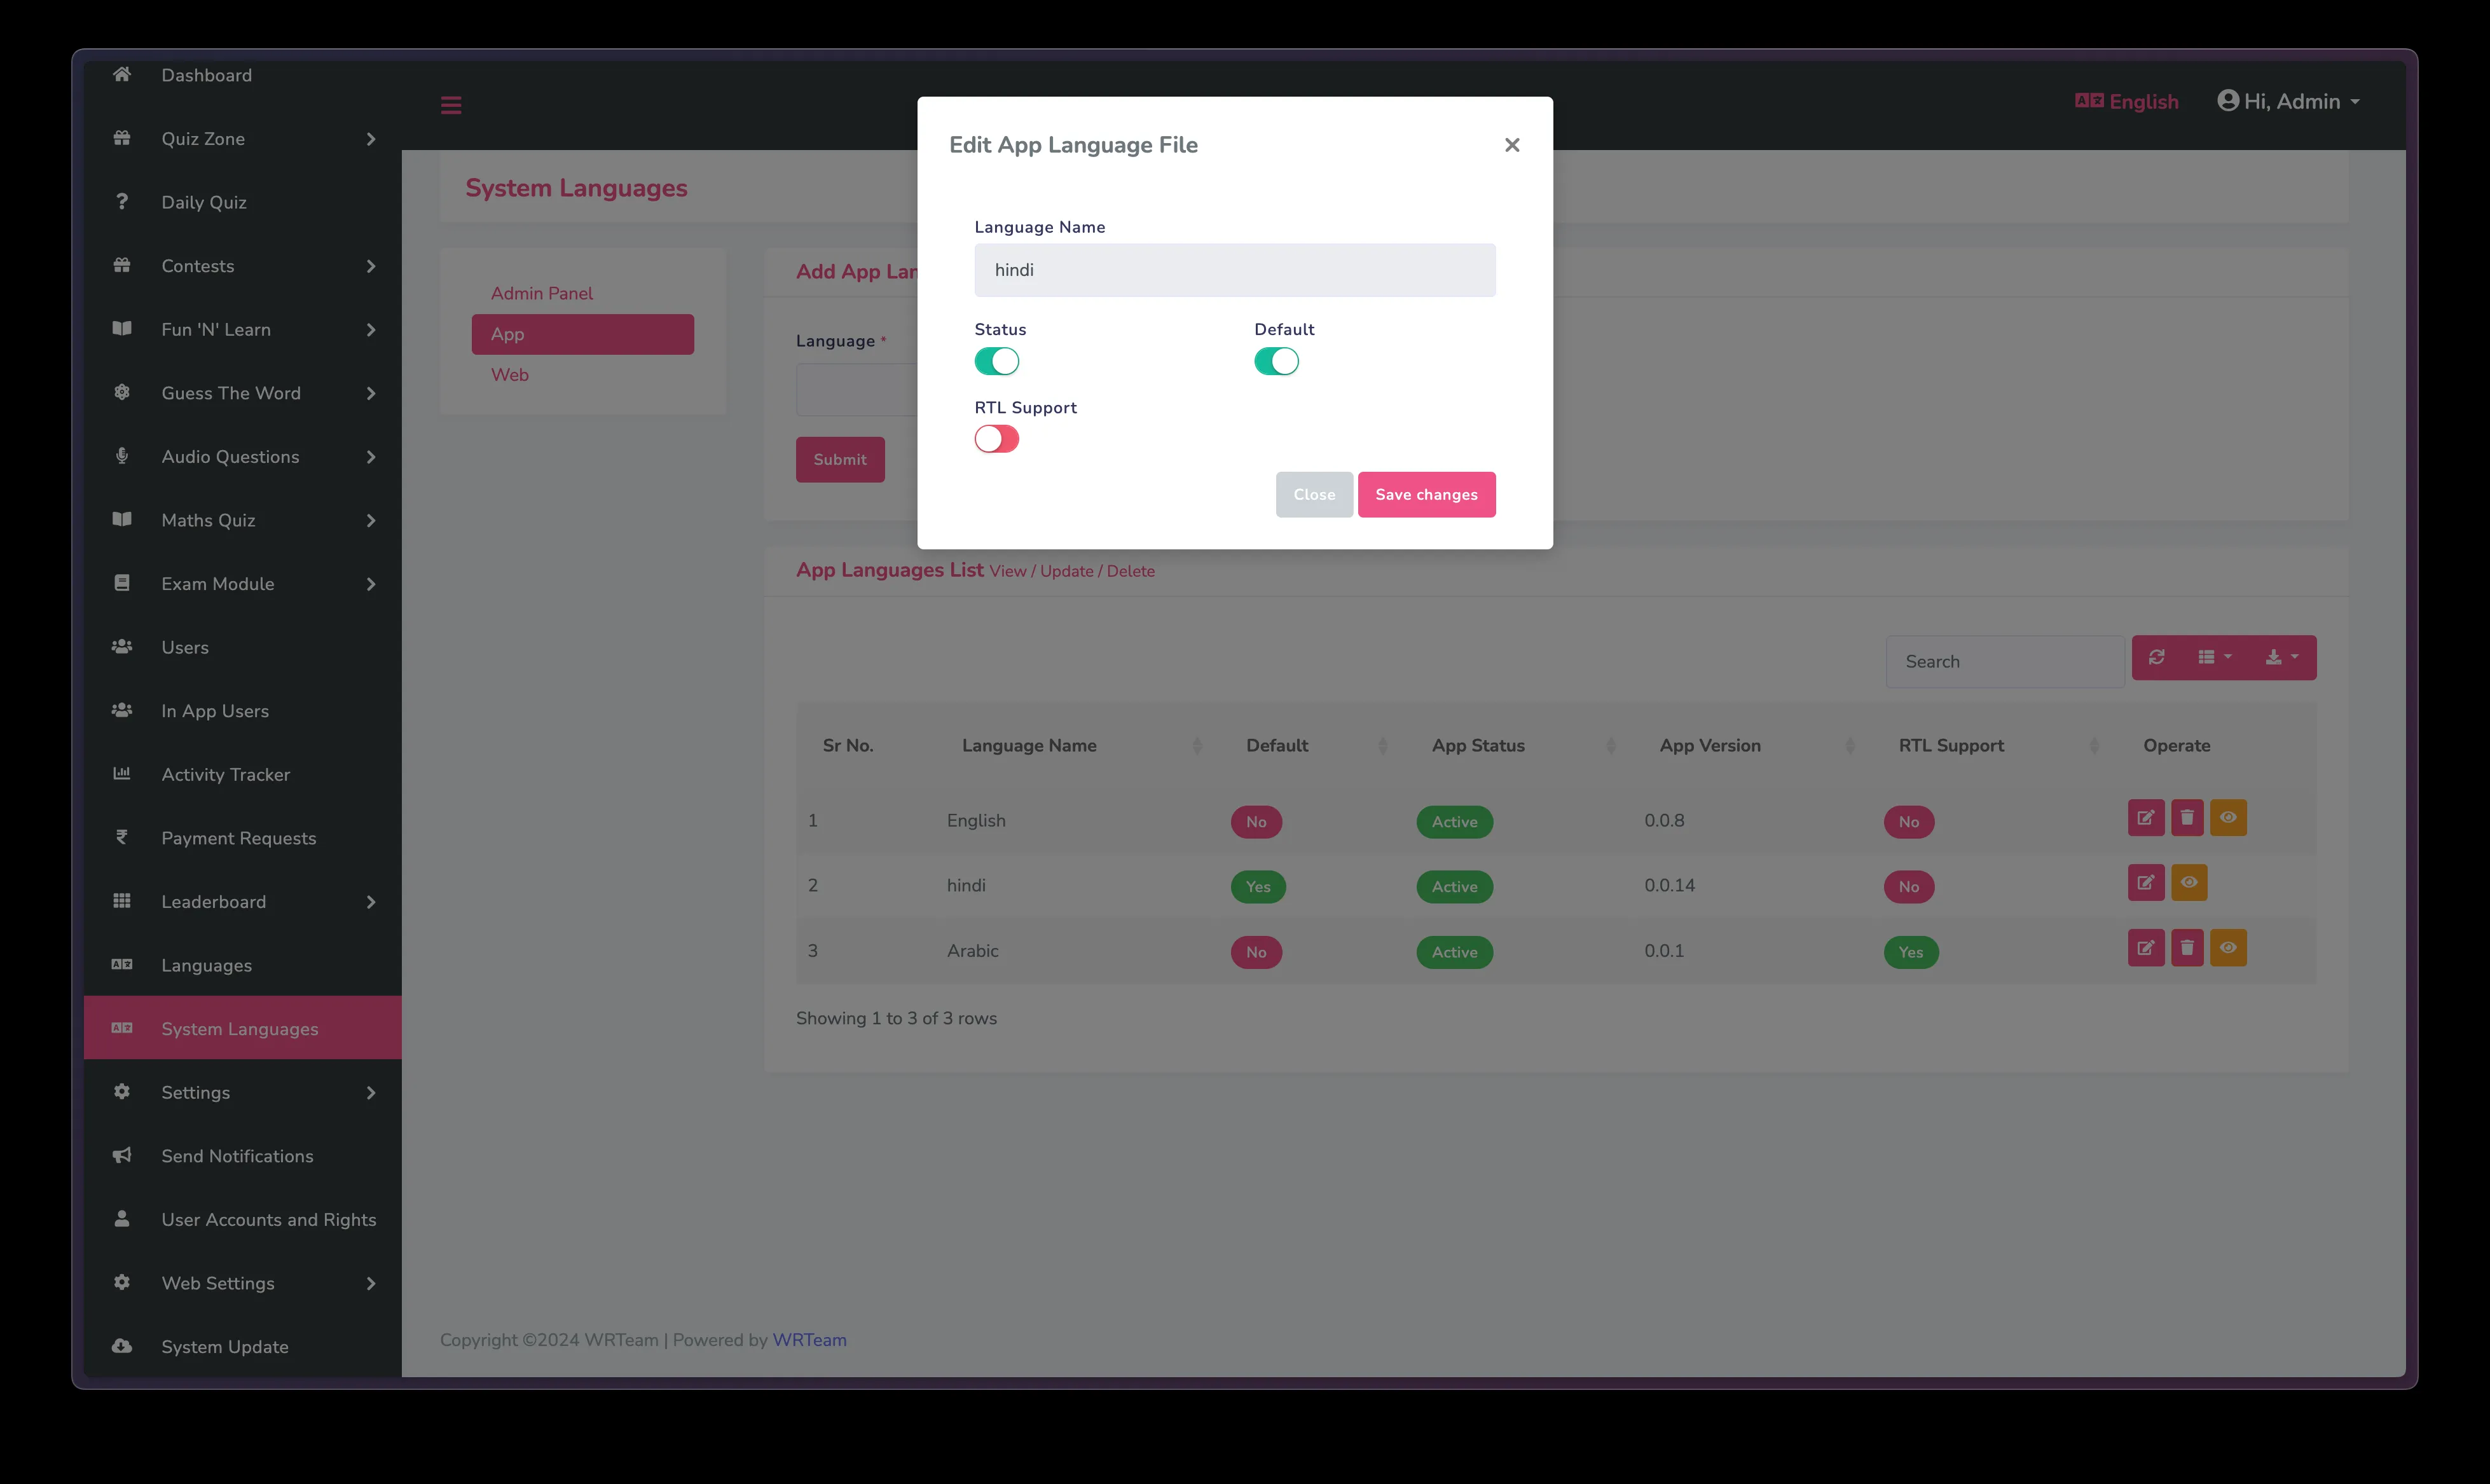 Dashboard
Quiz Zone
Daily Quiz
Contests
Fun 'N' Learn
Guess The Word
Audio Questions
Maths Quiz
Exam Module
Users
In App Users
Activity Tracker
Payment Requests
Leaderboard
Languages
System Languages
Settings
Send Notifications
User Accounts and Rights
Web Settings
System Update
English
Hi, Admin
System Languages
Admin Panel
App
Web
Add App Lan
Language *
Submit
Edit App Language File
Language Name
hindi
Status Default
RTL Support
Close Save changes
App Languages List View / Update / Delete
Search
Sr No. Language Name Default App Status App Version RTL Support Operate
1 English No Active 0.0.8 No
2 hindi Yes Active 0.0.14 No
3 Arabic No Active 0.0.1 Yes
Showing 1 to 3 of 3 rows
Copyright ©2024 WRTeam | Powered by WRTeam